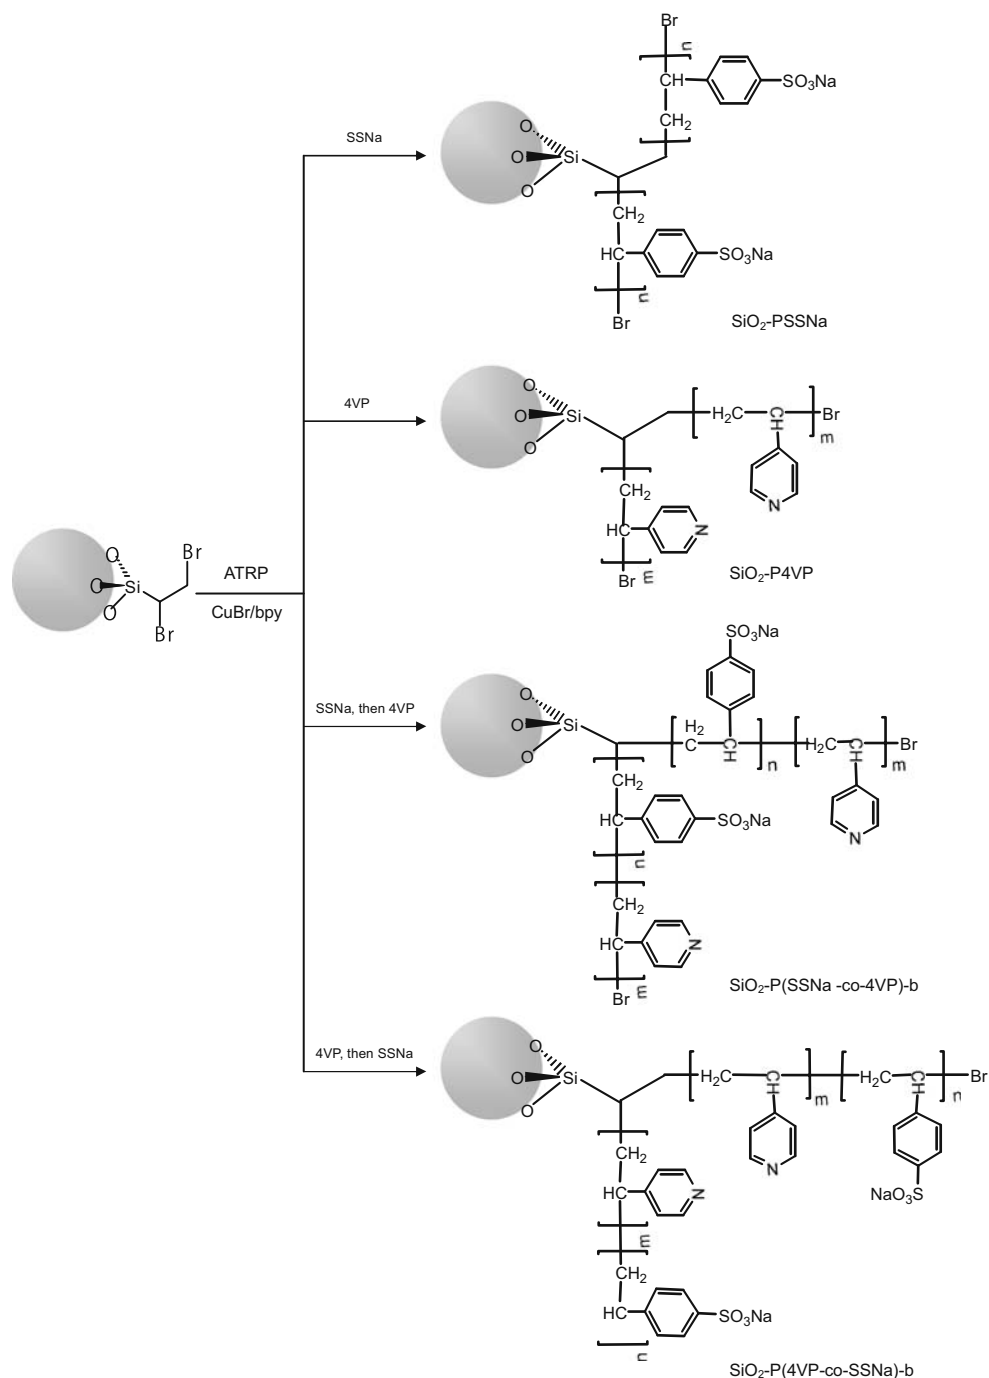 Br
n
CH
SO3Na
CH2
SSNa
O
O
Si
O
CH2
HC
SO3Na
n
Br
SiO2-PSSNa
4VP
O
O
Si
O
H2C
CH
Br
m
N
CH2
HC
N
Br
m
SiO2-P4VP
O
O
O
Si
Br
Br
ATRP
CuBr/bpy
SO3Na
SSNa, then 4VP
O
O
Si
O
H2
C
CH
n
H2C
CH
Br
m
N
CH2
HC
SO3Na
n
CH2
HC
N
Br
m
SiO2-P(SSNa -co-4VP)-b
4VP, then SSNa
O
O
Si
O
H2C
CH
m
H2C
CH
Br
n
N
NaO3S
CH2
HC
N
m
CH2
HC
SO3Na
n
SiO2-P(4VP-co-SSNa)-b